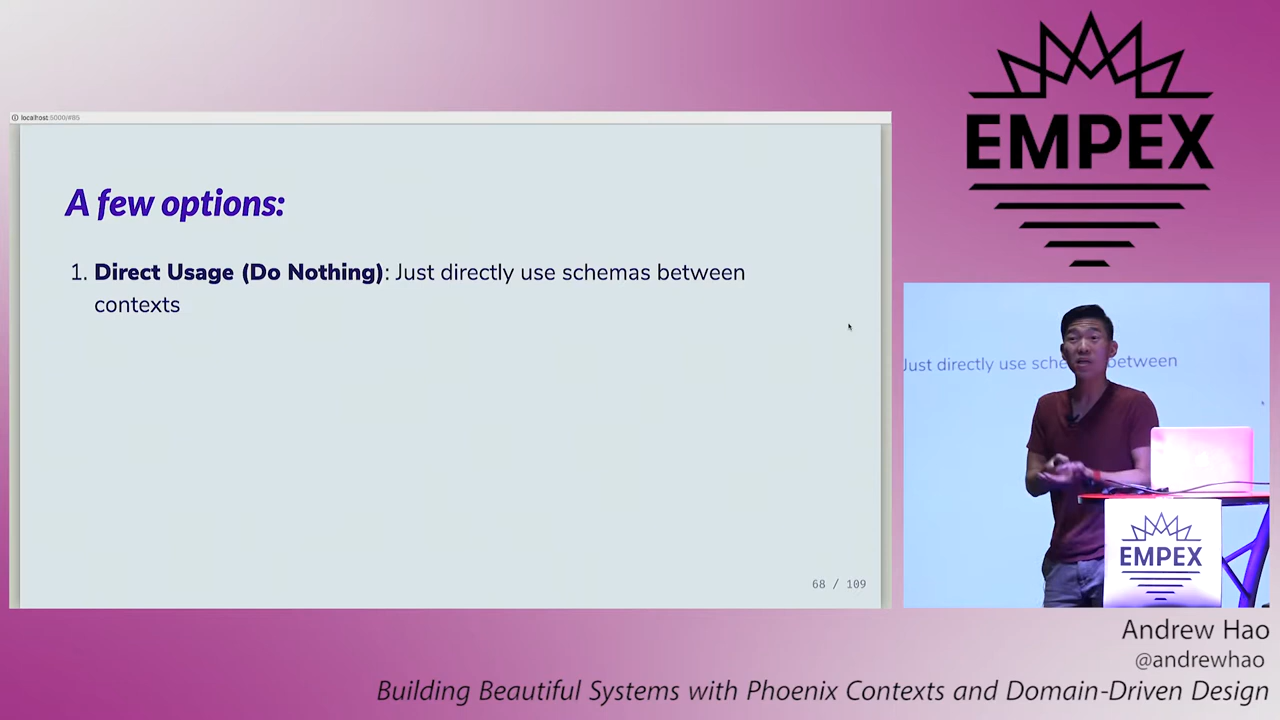 localhost:5000/#85
A few options:
1. Direct Usage (Do Nothing): Just directly use schemas between
contexts
68 / 109
EMPEX
Just directly use sche
between
EMPEX
Andrew Hao
@andrewhao
Building Beautiful Systems with Phoenix Contexts and Domain-Driven Design